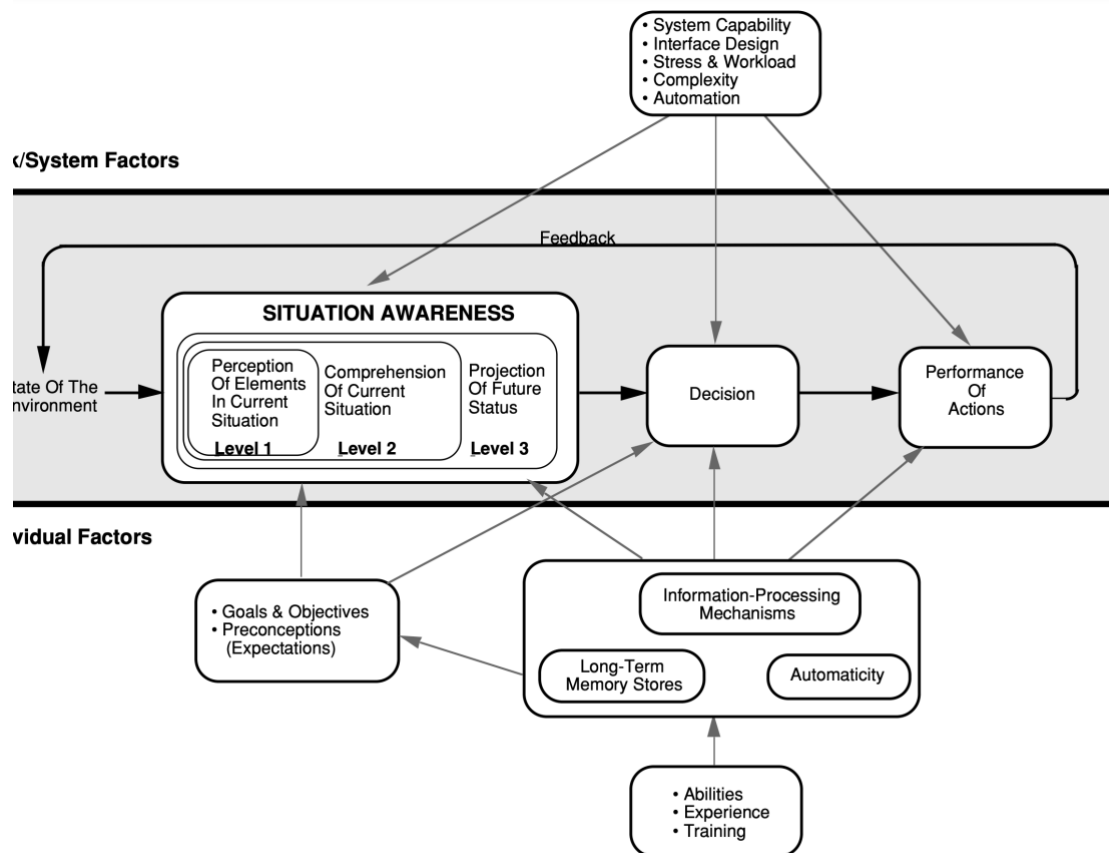 • System Capability
• Interface Design
• Stress & Workload
• Complexity
• Automation
/System Factors
Feedback
SITUATION AWARENESS
Perception
Of Elements
In Current
Situation
Level 1
Comprehension
Of Current
Situation
Level 2
Projection
Of Future
Status
Level 3
tate Of The
nvironment
Decision
Performance
Of
Actions
vidual Factors
• Goals & Objectives
• Preconceptions
(Expectations)
Information-Processing
Mechanisms
Long-Term
Memory Stores
Automaticity
• Abilities
• Experience
• Training